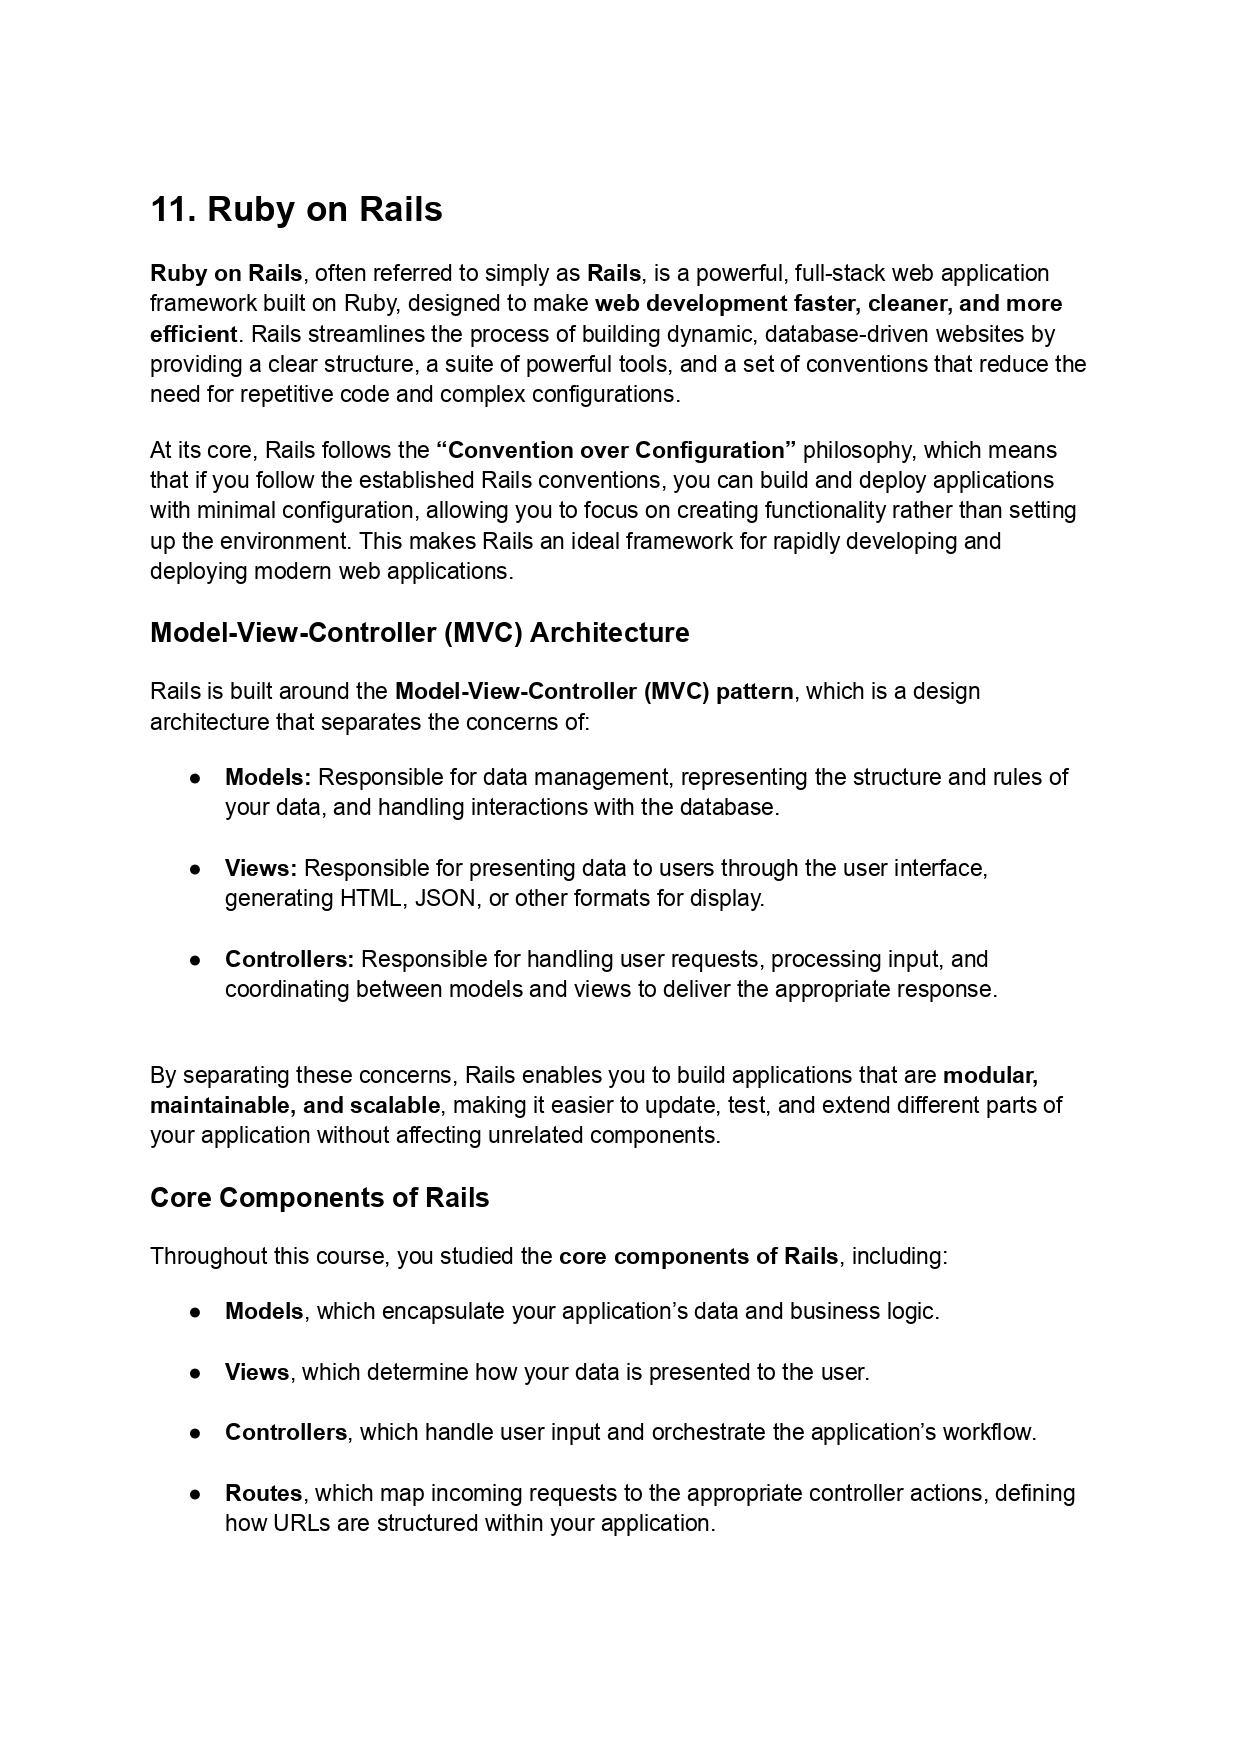 11. Ruby on Rails
Ruby on Rails, often referred to simply as Rails, is a powerful, full-stack web application
framework built on Ruby, designed to make web development faster, cleaner, and more
efficient. Rails streamlines the process of building dynamic, database-driven websites by
providing a clear structure, a suite of powerful tools, and a set of conventions that reduce the
need for repetitive code and complex configurations.
At its core, Rails follows the “Convention over Configuration” philosophy, which means
that if you follow the established Rails conventions, you can build and deploy applications
with minimal configuration, allowing you to focus on creating functionality rather than setting
up the environment. This makes Rails an ideal framework for rapidly developing and
deploying modern web applications.
Model-View-Controller (MVC) Architecture
Rails is built around the Model-View-Controller (MVC) pattern, which is a design
architecture that separates the concerns of:
● Models: Responsible for data management, representing the structure and rules of
your data, and handling interactions with the database.
● Views: Responsible for presenting data to users through the user interface,
generating HTML, JSON, or other formats for display.
● Controllers: Responsible for handling user requests, processing input, and
coordinating between models and views to deliver the appropriate response.
By separating these concerns, Rails enables you to build applications that are modular,
maintainable, and scalable, making it easier to update, test, and extend different parts of
your application without affecting unrelated components.
Core Components of Rails
Throughout this course, you studied the core components of Rails, including:
● Models, which encapsulate your application’s data and business logic.
● Views, which determine how your data is presented to the user.
● Controllers, which handle user input and orchestrate the application’s workflow.
● Routes, which map incoming requests to the appropriate controller actions, defining
how URLs are structured within your application.